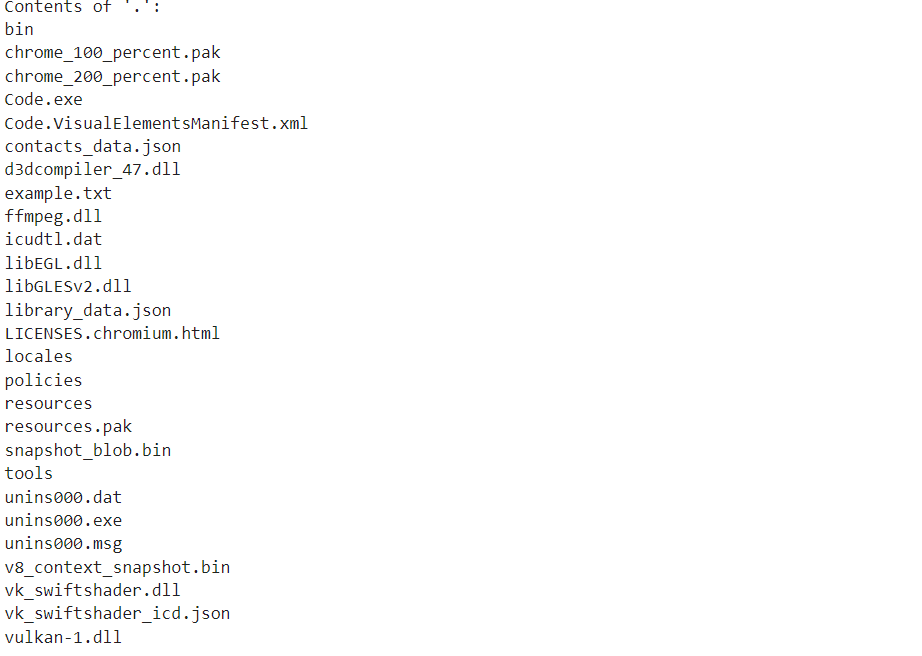 Contents of '.':
bin
chrome_100_percent.pak
chrome_200_percent.pak
Code.exe
Code.VisualElementsManifest.xml
contacts_data.json
d3dcompiler_47.dll
example.txt
ffmpeg.dll
icudtl.dat
libEGL.dll
libGLESv2.dll
library_data.json
LICENSES.chromium.html
locales
policies
resources
resources.pak
snapshot_blob.bin
tools
unins000.dat
unins000.exe
unins000.msg
v8_context_snapshot.bin
vk_swiftshader.dll
vk_swiftshader_icd.json
vulkan-1.dll